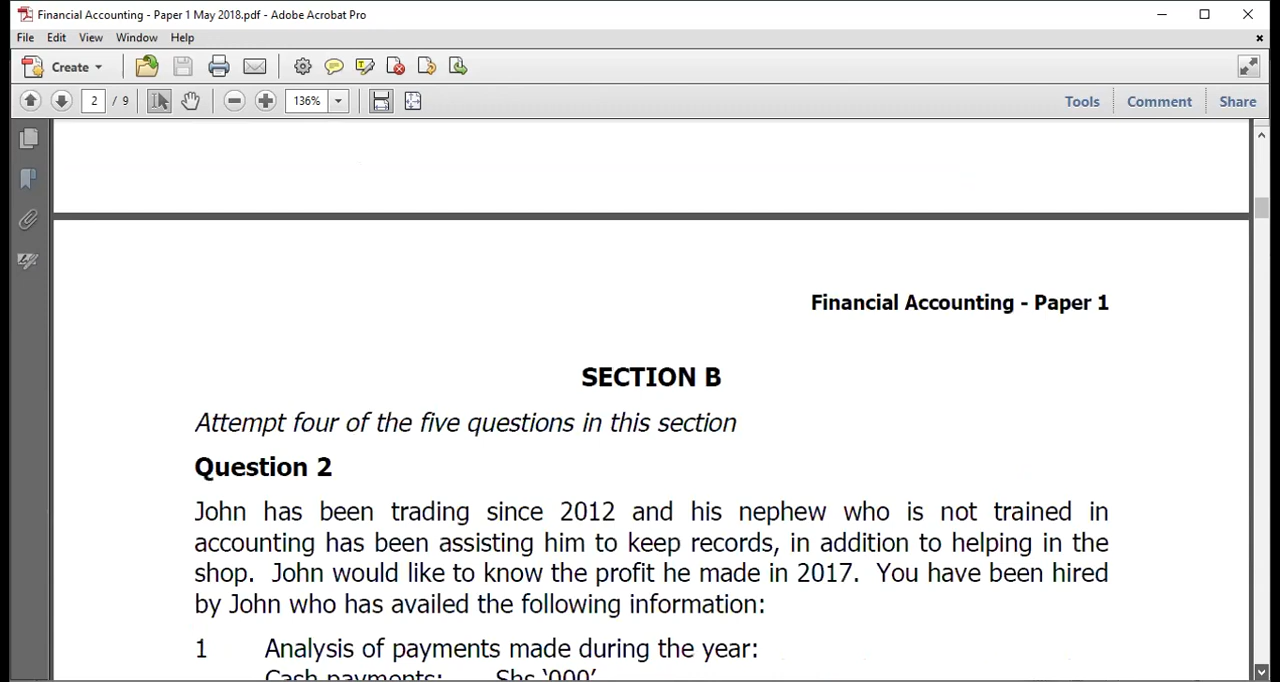 Financial Accounting - Paper 1 May 2018.pdf - Adobe Acrobat Pro
File Edit View Window Help
Create
2 / 9 136% Tools Comment Share
Financial Accounting - Paper 1
SECTION B
Attempt four of the five questions in this section
Question 2
John has been trading since 2012 and his nephew who is not trained in
accounting has been assisting him to keep records, in addition to helping in the
shop. John would like to know the profit he made in 2017. You have been hired
by John who has availed the following information:
1 Analysis of payments made during the year:
Cash payments: Shs ‘000’